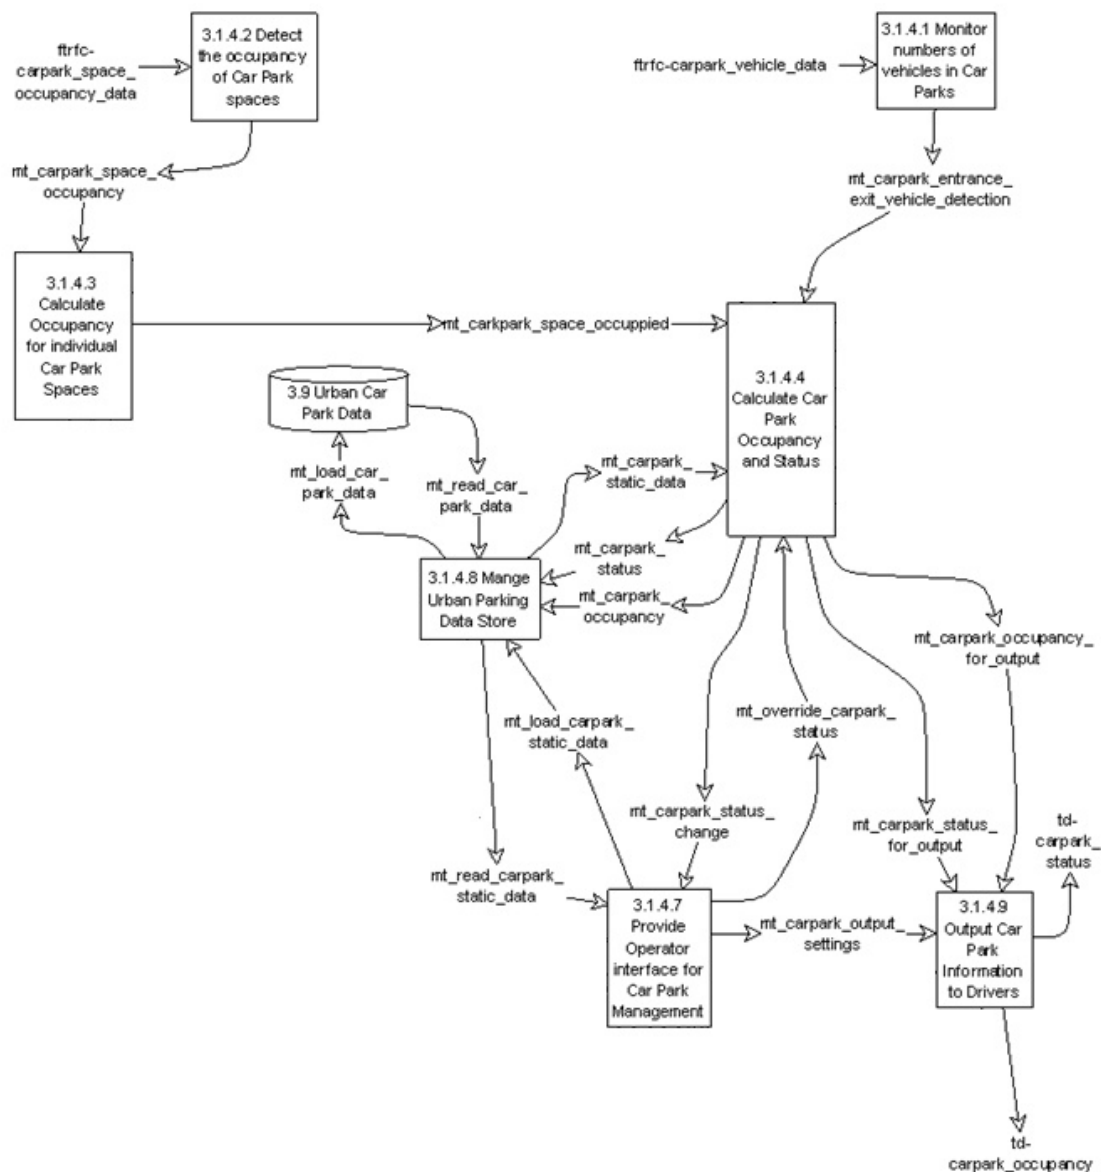 3.1.4.2 Detect
the occupancy
of Car Park
spaces
ftrfc-
carpark_space_
occupancy_data
3.1.4.1 Monitor
numbers of
vehicles in Car
Parks
ftrfc-carpark_vehicle_data
mt_carpark_space_
occupancy
mt_carpark_entrance_
exit_vehicle_detection
3.1.4.3
Calculate
Occupancy
for individual
Car Park
Spaces
mt_carkpark_space_occuppied
3.1.4.4
Calculate Car
Park
Occupancy
and Status
3.9 Urban Car
Park Data
mt_load_car_
park_data
mt_read_car_
park_data
mt_carpark_
static_data
mt_carpark_
status
3.1.4.8 Mange
Urban Parking
Data Store
mt_carpark_
occupancy
mt_carpark_occupancy_
for_output
mt_load_carpark_
static_data
mt_override_carpark_
status
mt_carpark_status_
change
mt_carpark_status_
for_output
td-
carpark_
status
mt_read_carpark_
static_data
3.1.4.7
Provide
Operator
interface for
Car Park
Management
mt_carpark_output_
settings
3.1.4.9
Output Car
Park
Information
to Drivers
td-
carpark_occupancy